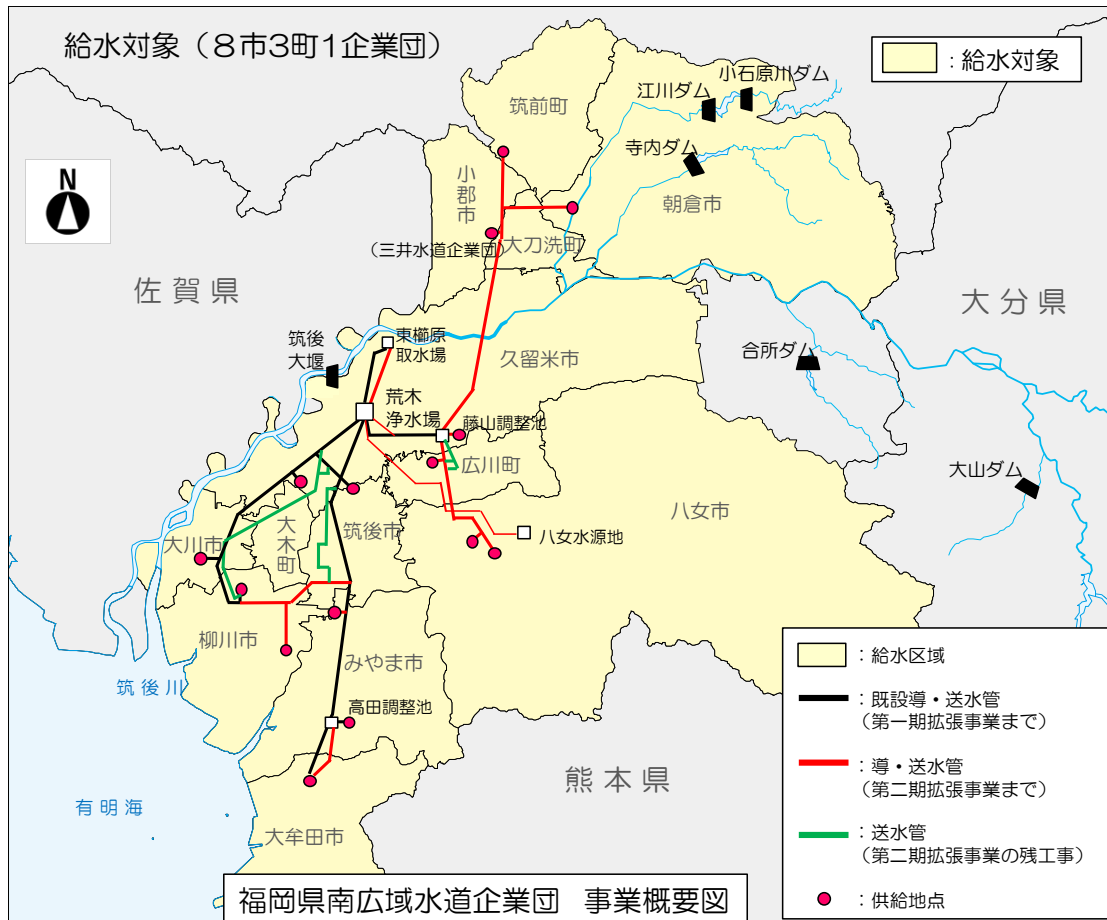 給水対象（８市３町１企業団）
：給水対象
小石原川ダム
江川ダム
筑前町
寺内ダム
N
小郡市
朝倉市
（三井水道企業団）
大刀洗町
佐賀県
大分県
筑後
大堰
東櫛原
取水場
久留米市
合所ダム
荒木
浄水場
藤山調整池
広川町
大山ダム
八女市
大木町
筑後市
八女水源地
大川市
柳川市
みやま市
筑後川
高田調整池
熊本県
有明海
大牟田市
：給水区域
：既設導・送水管
（第一期拡張事業まで）
：導・送水管
（第二期拡張事業まで）
：送水管
（第二期拡張事業の残工事）
：供給地点
福岡県南広域水道企業団　事業概要図